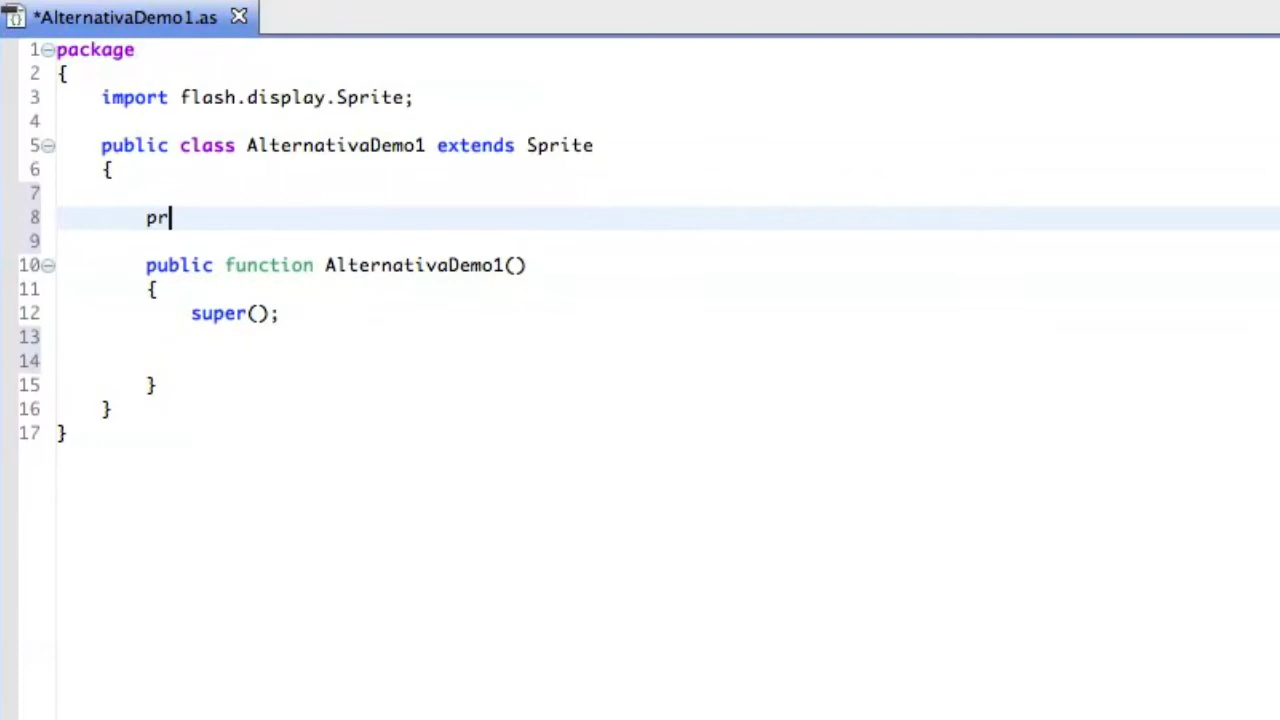 *AlternativaDemo1.as
1 package
2 {
3 import flash.display.Sprite;
4
5 public class AlternativaDemo1 extends Sprite
6 {
7
8 pr
9
10 public function AlternativaDemo1()
11 {
12 super();
13
14
15 }
16 }
17 }